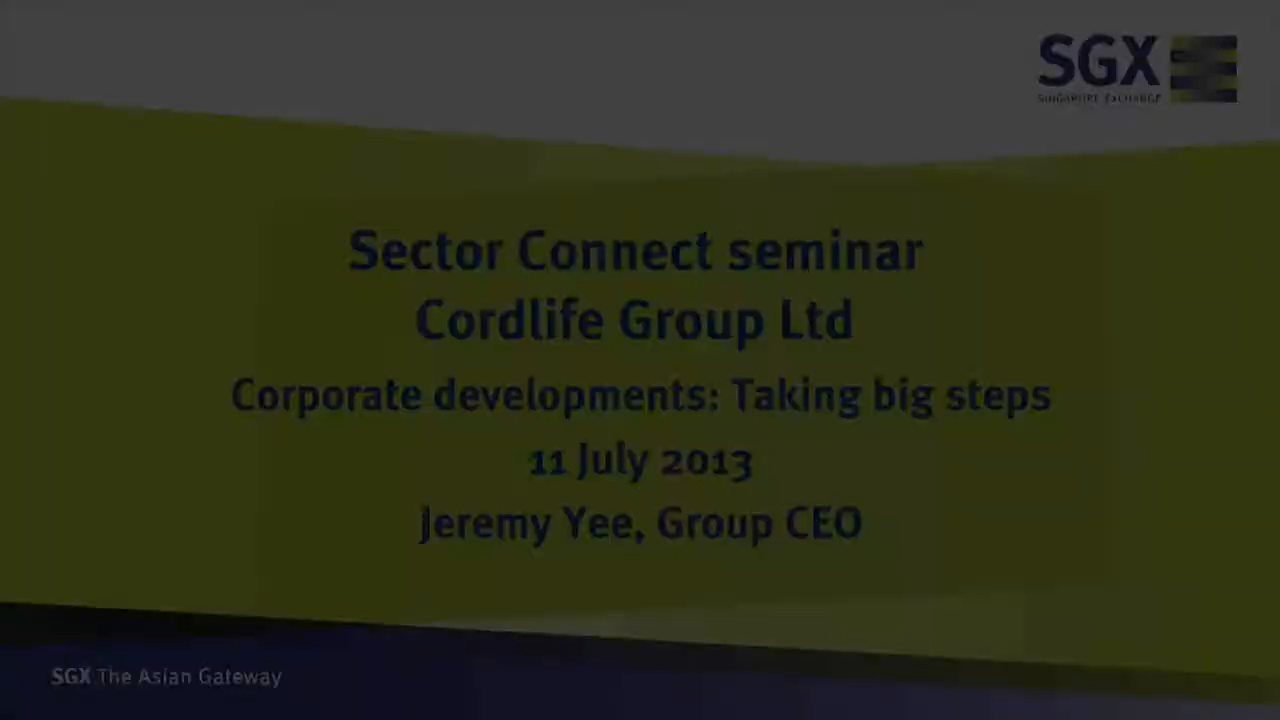 SGX
SINGAPORE EXCHANGE
Sector Connect seminar
Cordlife Group Ltd
Corporate developments: Taking big steps
11 July 2013
Jeremy Yee, Group CEO
SGX The Asian Gateway